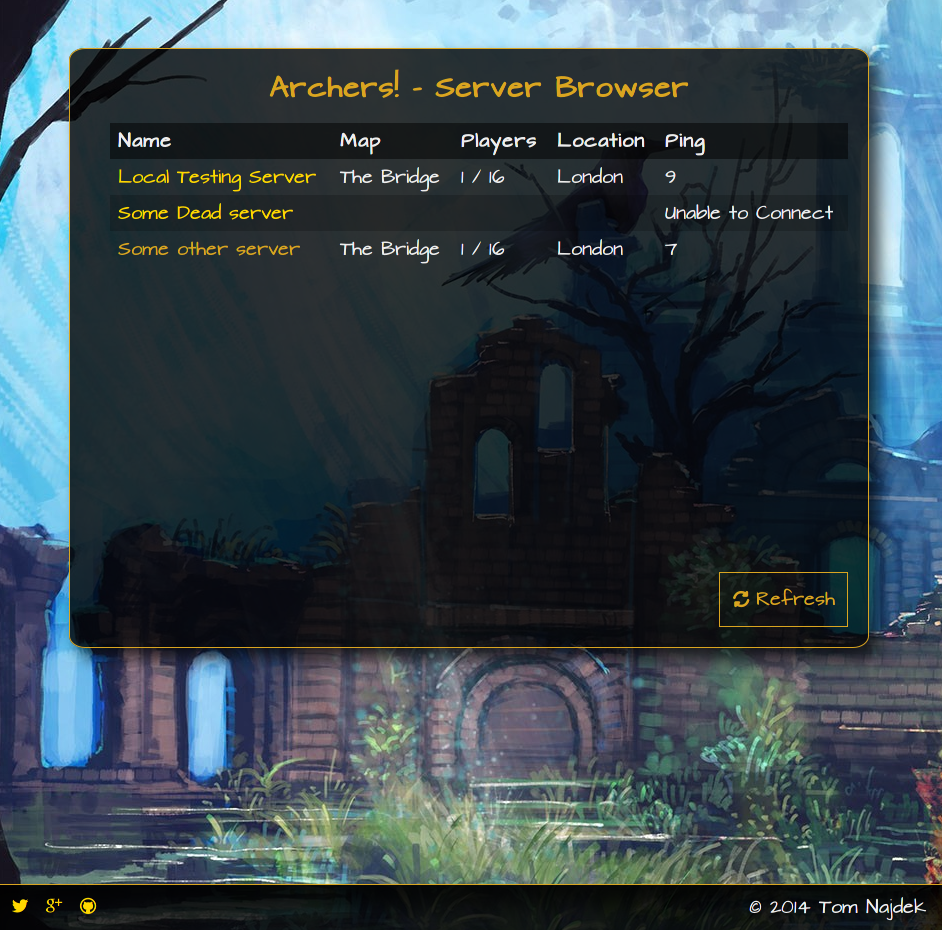 Archers! - Server Browser
Name Map Players Location Ping
Local Testing Server The Bridge 1 / 16 London 9
Some Dead server Unable to Connect
Some other server The Bridge 1 / 16 London 7
Refresh
g+ © 2014 Tom Najdek